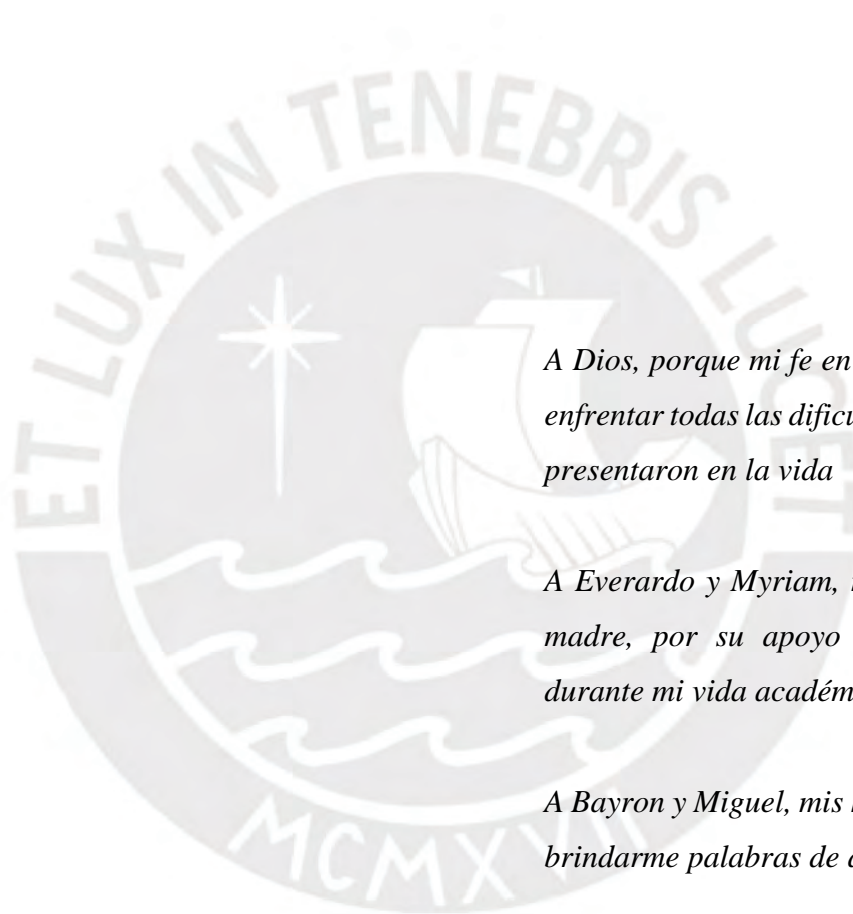 ET LUX IN TENEBRIS LUCET
MCMXVII
A Dios, porque mi fe en
enfrentar todas las dificu
presentaron en la vida
A Everardo y Myriam,
madre, por su apoyo
durante mi vida académ
A Bayron y Miguel, mis
brindarme palabras de